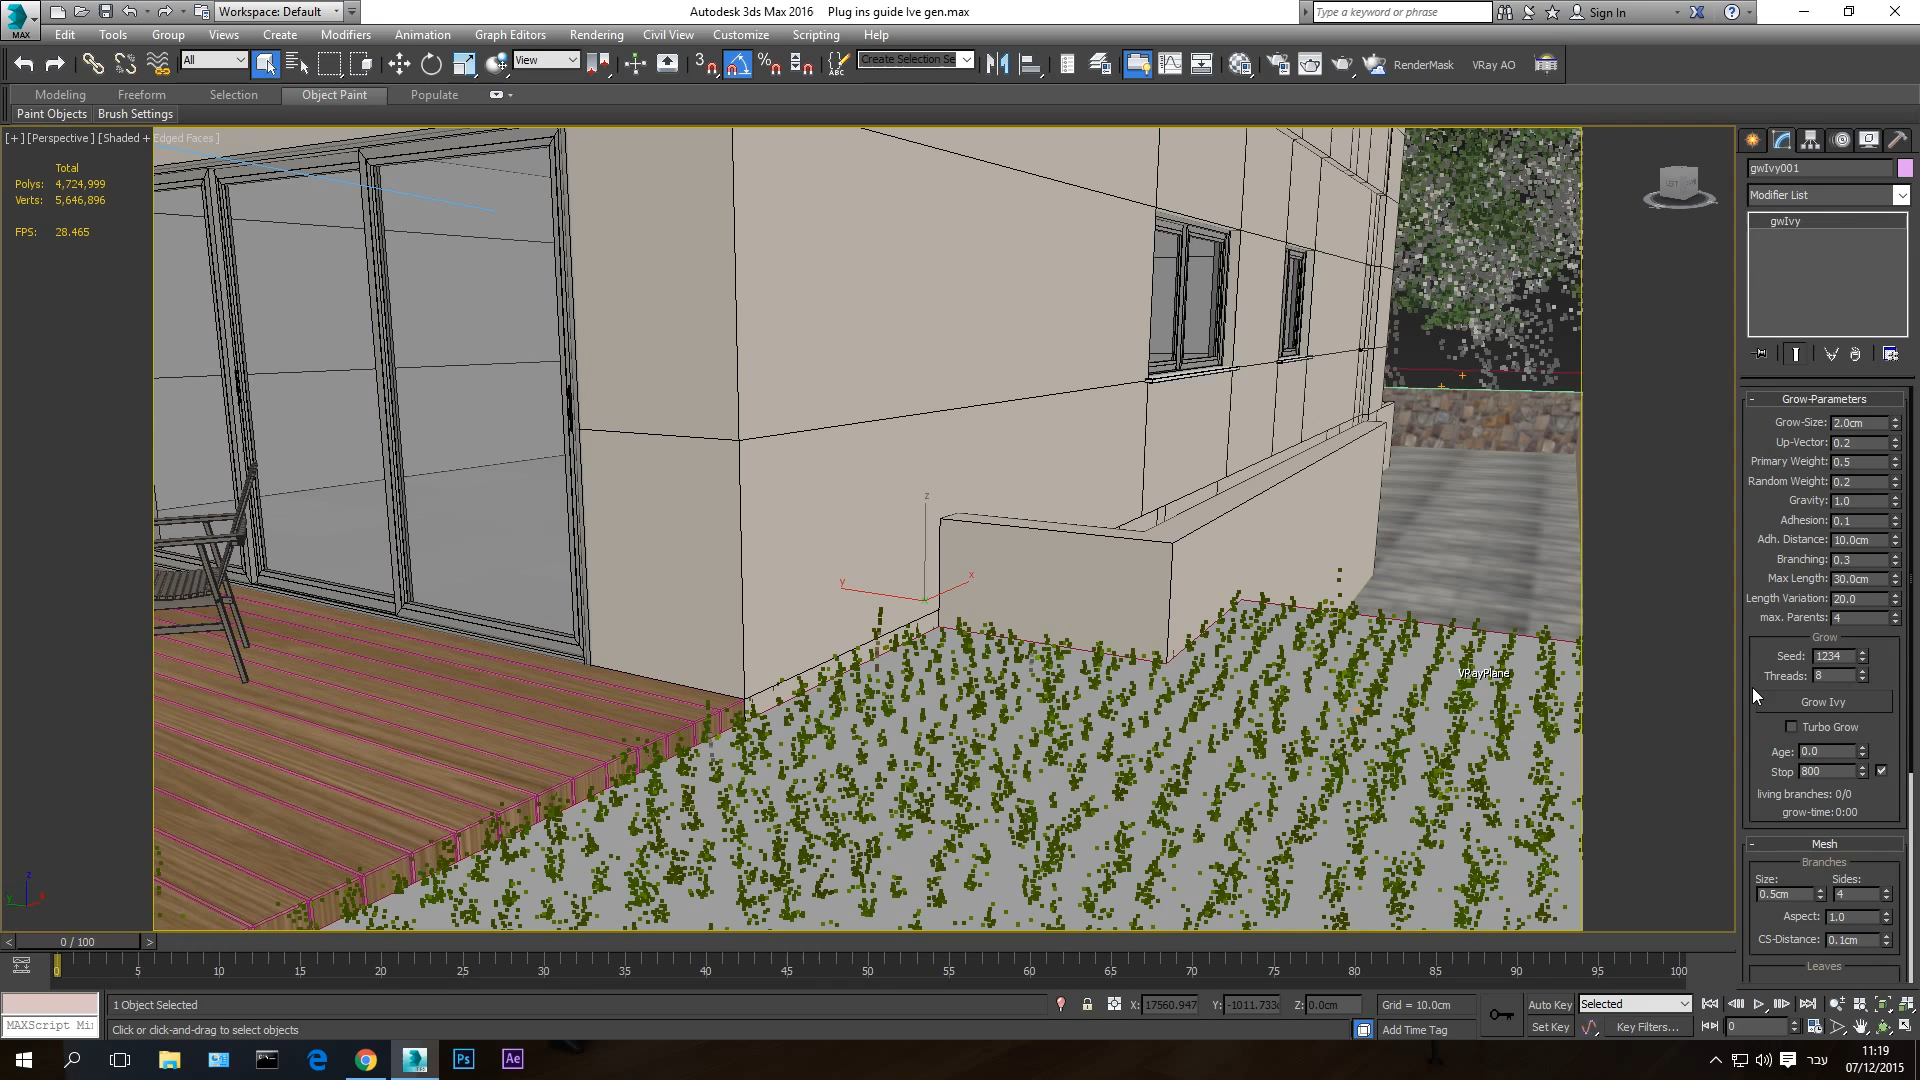 Workspace: Default
Autodesk 3ds Max 2016 Plug ins guide Ive gen.max
Type a keyword or phrase
Sign In
MAX
Edit Tools Group Views Create Modifiers Animation Graph Editors Rendering Civil View Customize Scripting Help
All
View
3
ABC
Create Selection Se
RenderMask
VRay AO
Modeling Freeform Selection Object Paint Populate
Paint Objects Brush Settings
[+] [Perspective] [Shaded + Edged Faces]
Total
Polys: 4,724,999
Verts: 5,646,896
FPS: 28.465
z
y
x
VRayPlane
z
gwIvy001
Modifier List
gwIvy
- Grow-Parameters
Grow-Size: 2.0cm
Up-Vector: 0.2
Primary Weight: 0.5
Random Weight: 0.2
Gravity: 1.0
Adhesion: 0.1
Adh. Distance: 10.0cm
Branching: 0.3
Max Length: 30.0cm
Length Variation: 20.0
max. Parents: 4
Grow
Seed: 1234
Threads: 8
Grow Ivy
Turbo Grow
Age: 0.0
Stop 800
living branches: 0/0
grow-time: 0:00
- Mesh
Branches
Size: Sides:
0.5cm 4
Aspect: 1.0
CS-Distance: 0.1cm
Leaves
< 0 / 100 >
0 5 10 15 20 25 30 35 40 45 50 55 60 65 70 75 80 85 90 95 100
1 Object Selected
X: 17560.947 Y: -1011.733 Z: 0.0cm Grid = 10.0cm
Auto Key Selected
MAXScript Mi
Click or click-and-drag to select objects
Add Time Tag
Set Key Key Filters... 0
Ps
Ae
עבר
11:19
07/12/2015